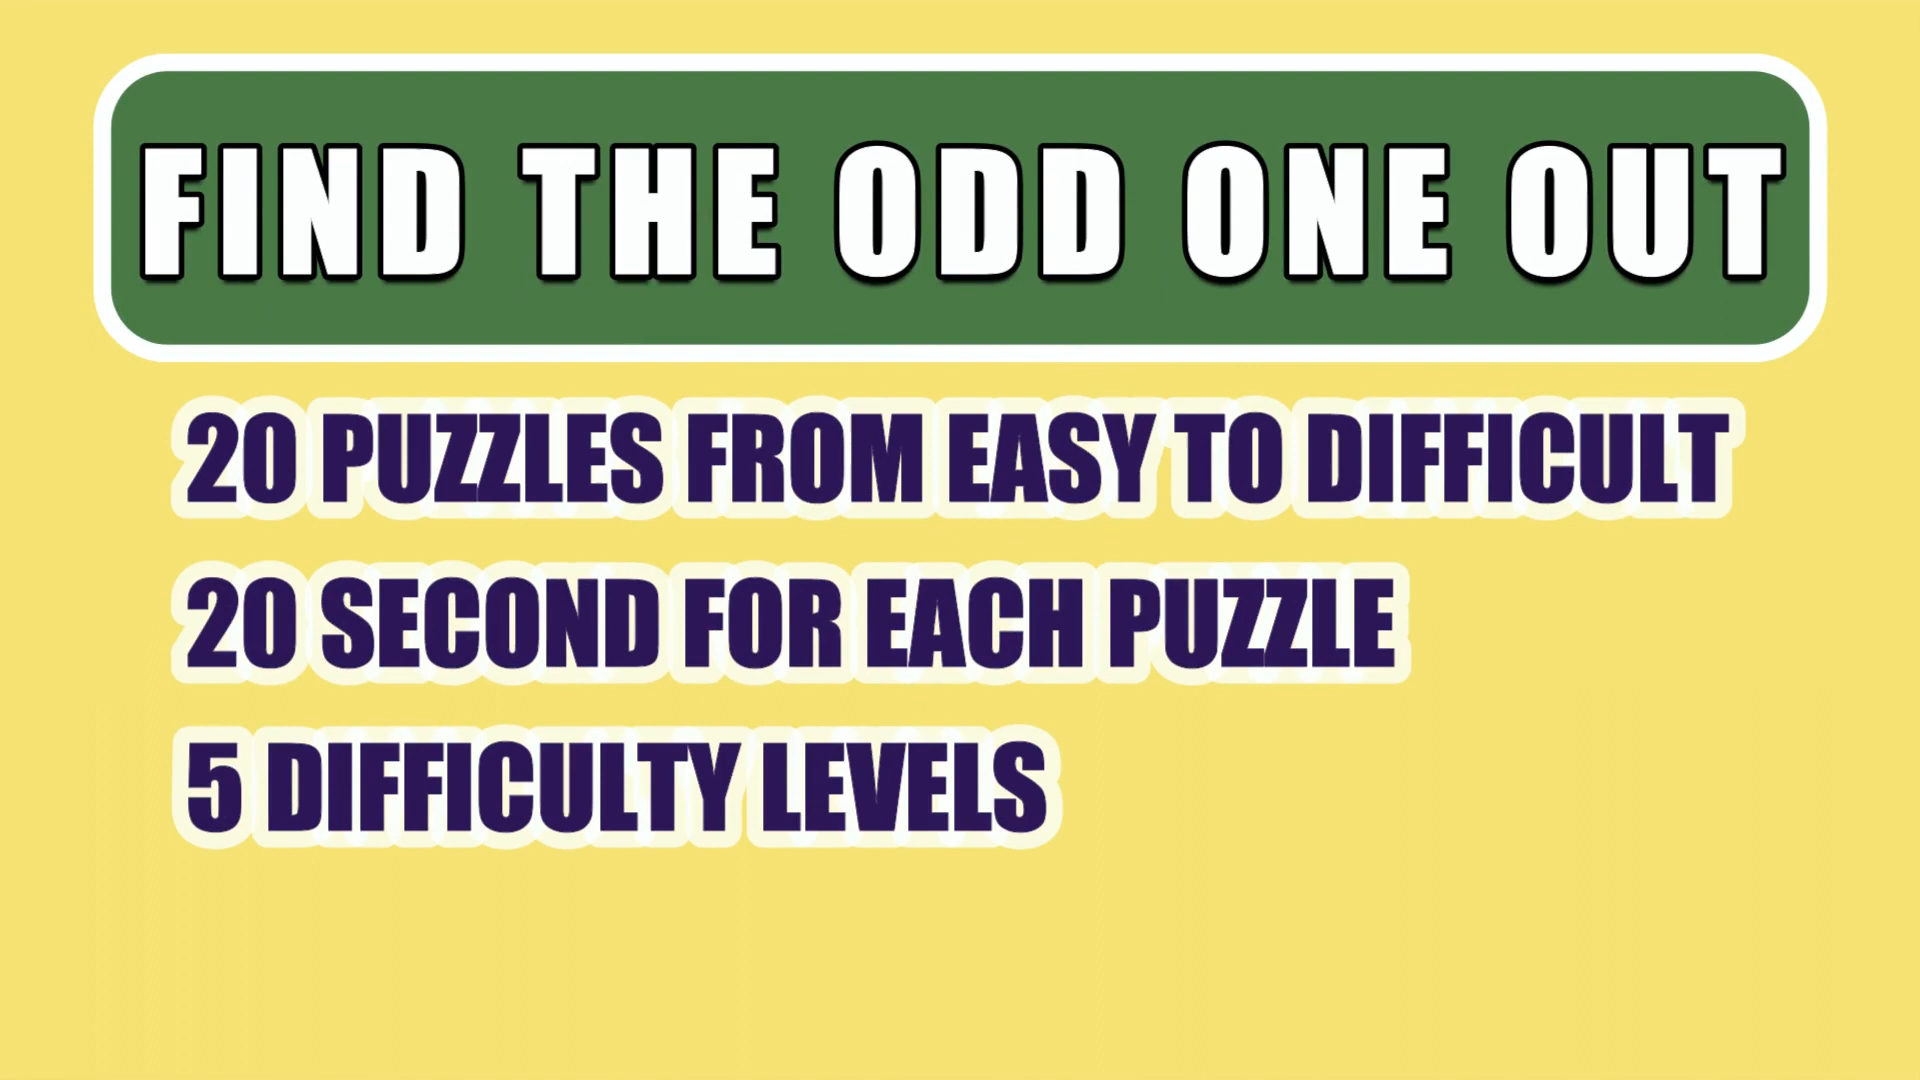 FIND THE ODD ONE OUT
20 PUZZLES FROM EASY TO DIFFICULT
20 SECOND FOR EACH PUZZLE
5 DIFFICULTY LEVELS